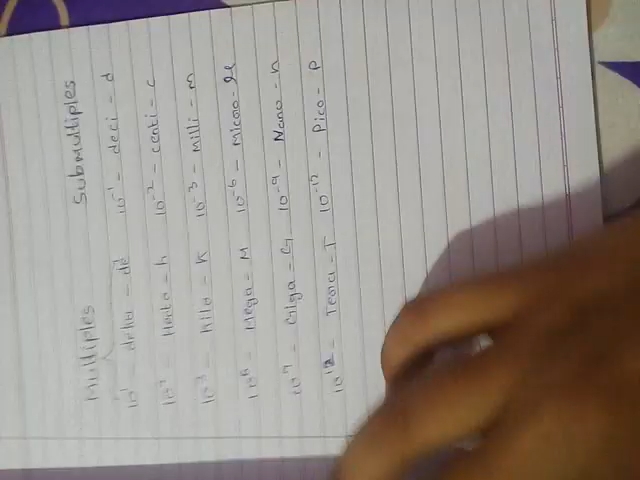 Multiples Submultiples
10¹ - deka - da 10⁻¹ - deci - d
10² - Hecto - h 10⁻² - centi - c
10³ - Kilo - K 10⁻³ - Milli - m
10⁶ - Mega - M 10⁻⁶ - Micro - μ
10⁹ - Giga - G 10⁻⁹ - Nano - n
10¹² - Tera - T 10⁻¹² - Pico - p